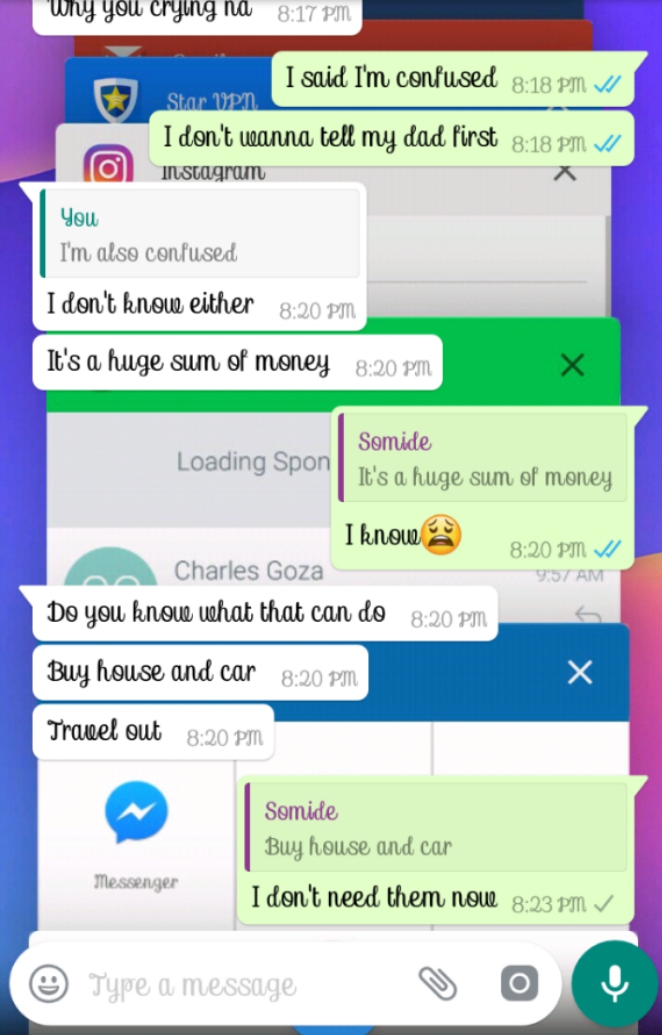 Why you crying na 8:17 PM
Star VPN
I said I'm confused 8:18 PM
I don't wanna tell my dad first 8:18 PM
Instagram
You
I'm also confused
I don't know either 8:20 PM
It's a huge sum of money 8:20 PM
Loading Spon
Somide
It's a huge sum of money
I know😩 8:20 PM
Charles Goza
9:57 AM
Do you know what that can do 8:20 PM
Buy house and car 8:20 PM
Travel out 8:20 PM
Messenger
Somide
Buy house and car
I don't need them now 8:23 PM
Type a message